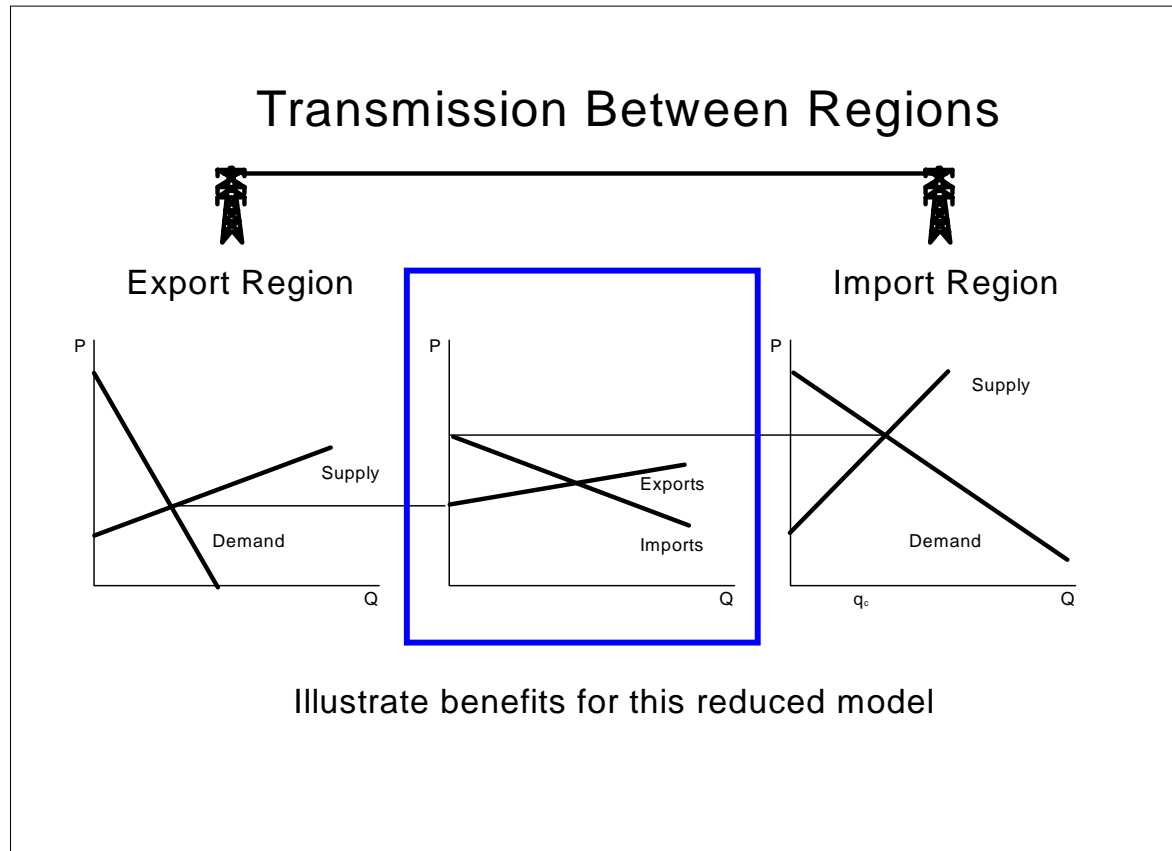 Transmission Between Regions
Export Region
Import Region
P
Supply
Demand
Q
P
Exports
Imports
Q
P
Supply
Demand
q꜀
Q
Illustrate benefits for this reduced model